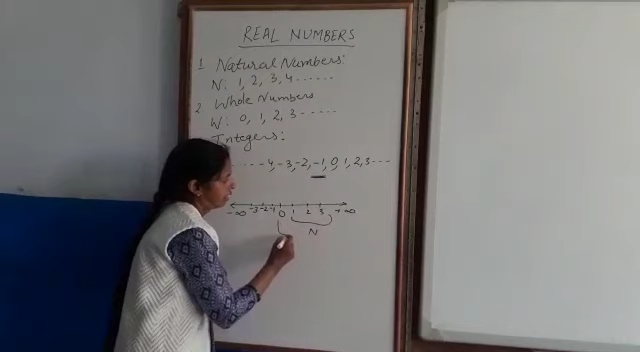 REAL NUMBERS
1 Natural Numbers:
N: 1, 2, 3, 4 ......
2 Whole Numbers
W: 0, 1, 2, 3 -----
Integers:
-4, -3, -2, -1, 0, 1, 2, 3 ---
-∞ -3 -2 -1 0 1 2 3 +∞
N